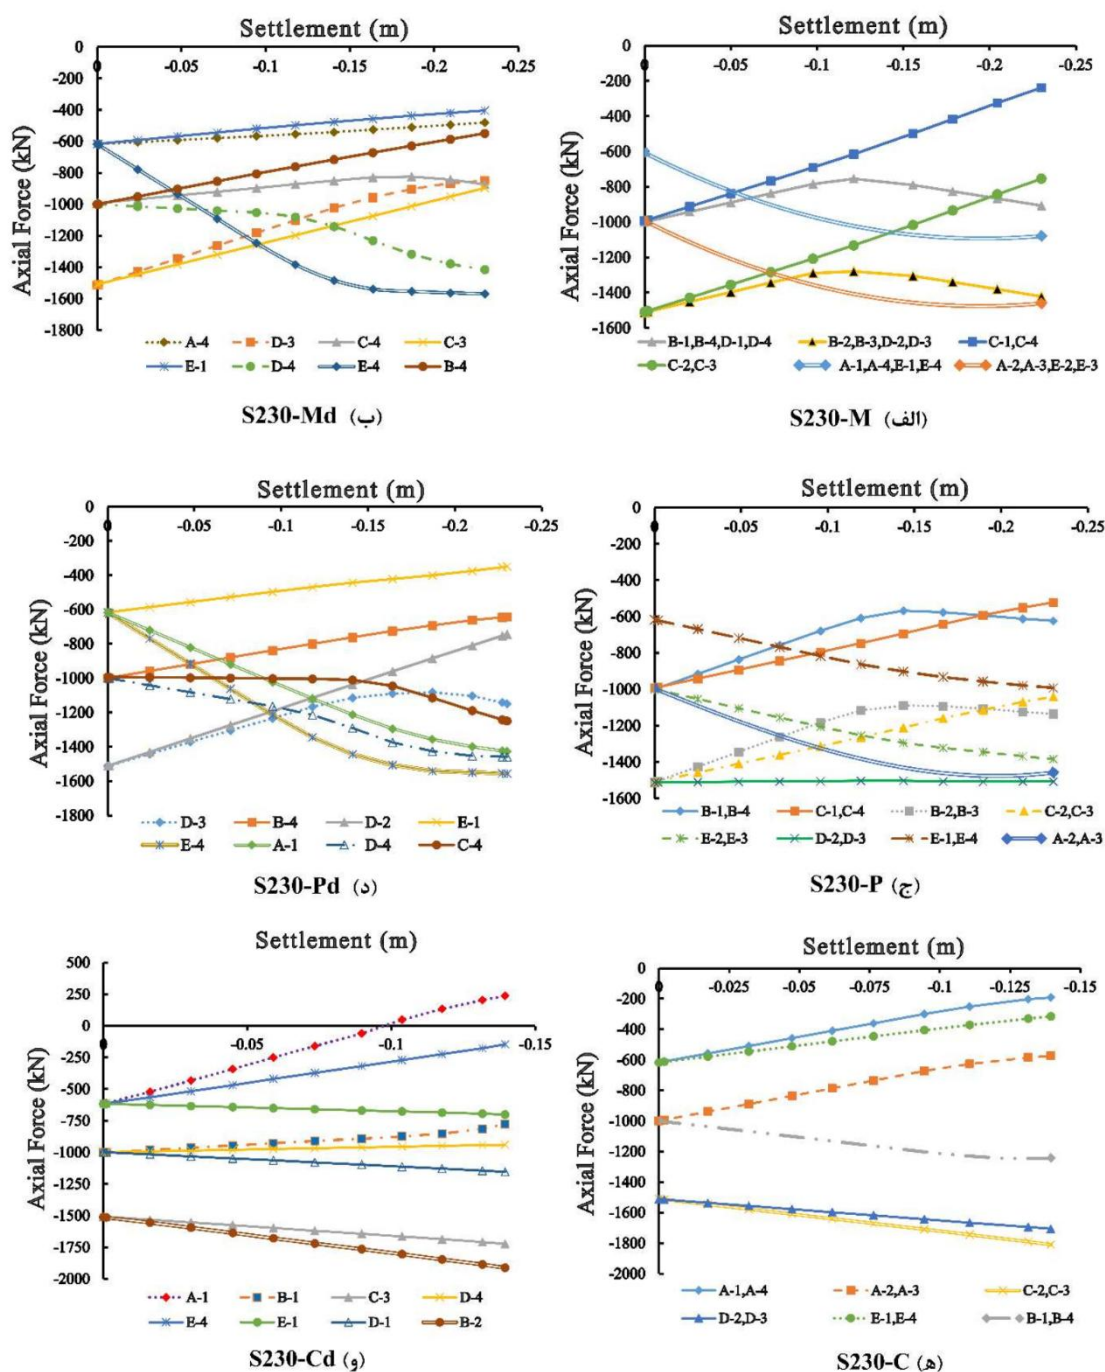 Settlement (m)
0 -0.05 -0.1 -0.15 -0.2 -0.25
0
-200
-400
-600
-800
-1000
-1200
-1400
-1600
-1800
Axial Force (kN)
A-4 D-3 C-4 C-3
E-1 D-4 E-4 B-4
S230-Md (ب)
Settlement (m)
0 -0.05 -0.1 -0.15 -0.2 -0.25
0
-200
-400
-600
-800
-1000
-1200
-1400
-1600
Axial Force (kN)
B-1,B-4,D-1,D-4 B-2,B-3,D-2,D-3 C-1,C-4
C-2,C-3 A-1,A-4,E-1,E-4 A-2,A-3,E-2,E-3
S230-M (الف)
Settlement (m)
0 -0.05 -0.1 -0.15 -0.2 -0.25
0
-200
-400
-600
-800
-1000
-1200
-1400
-1600
-1800
Axial Force (kN)
D-3 B-4 D-2 E-1
E-4 A-1 D-4 C-4
S230-Pd (د)
Settlement (m)
0 -0.05 -0.1 -0.15 -0.2 -0.25
0
-200
-400
-600
-800
-1000
-1200
-1400
-1600
Axial Force (kN)
B-1,B-4 C-1,C-4 B-2,B-3 C-2,C-3
E-2,E-3 D-2,D-3 E-1,E-4 A-2,A-3
S230-P (ج)
Settlement (m)
500
250
0
-250
-500
-750
-1000
-1250
-1500
-1750
-2000
0 -0.05 -0.1 -0.15
Axial Force (kN)
A-1 B-1 C-3 D-4
E-4 E-1 D-1 B-2
S230-Cd (و)
Settlement (m)
0 -0.025 -0.05 -0.075 -0.1 -0.125 -0.15
0
-200
-400
-600
-800
-1000
-1200
-1400
-1600
-1800
-2000
Axial Force (kN)
A-1,A-4 A-2,A-3 C-2,C-3
D-2,D-3 E-1,E-4 B-1,B-4
S230-C (ه)